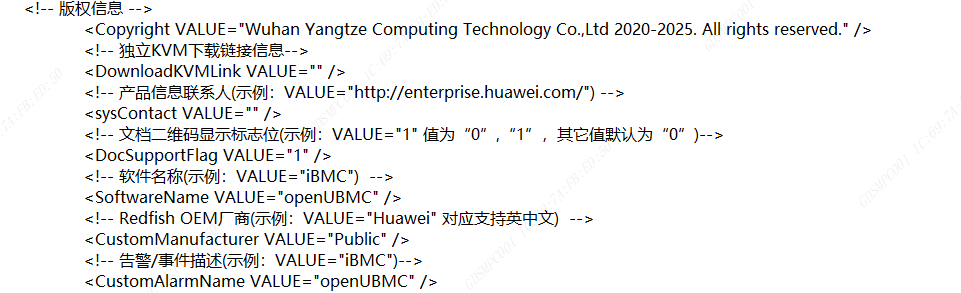 <!-- 版权信息 -->
<Copyright VALUE="Wuhan Yangtze Computing Technology Co.,Ltd 2020-2025. All rights reserved." />
<!-- 独立KVM下载链接信息-->
<DownloadKVMLink VALUE="" />
<!-- 产品信息联系人(示例：VALUE="http://enterprise.huawei.com/") -->
<sysContact VALUE="" />
<!-- 文档二维码显示标志位(示例：VALUE="1" 值为“0”,“1”，其它值默认为“0”)-->
<DocSupportFlag VALUE="1" />
<!-- 软件名称(示例：VALUE="iBMC")  -->
<SoftwareName VALUE="openUBMC" />
<!-- Redfish OEM厂商(示例：VALUE="Huawei" 对应支持英中文)  -->
<CustomManufacturer VALUE="Public" />
<!-- 告警/事件描述(示例：VALUE="iBMC")-->
<CustomAlarmName VALUE="openUBMC" />